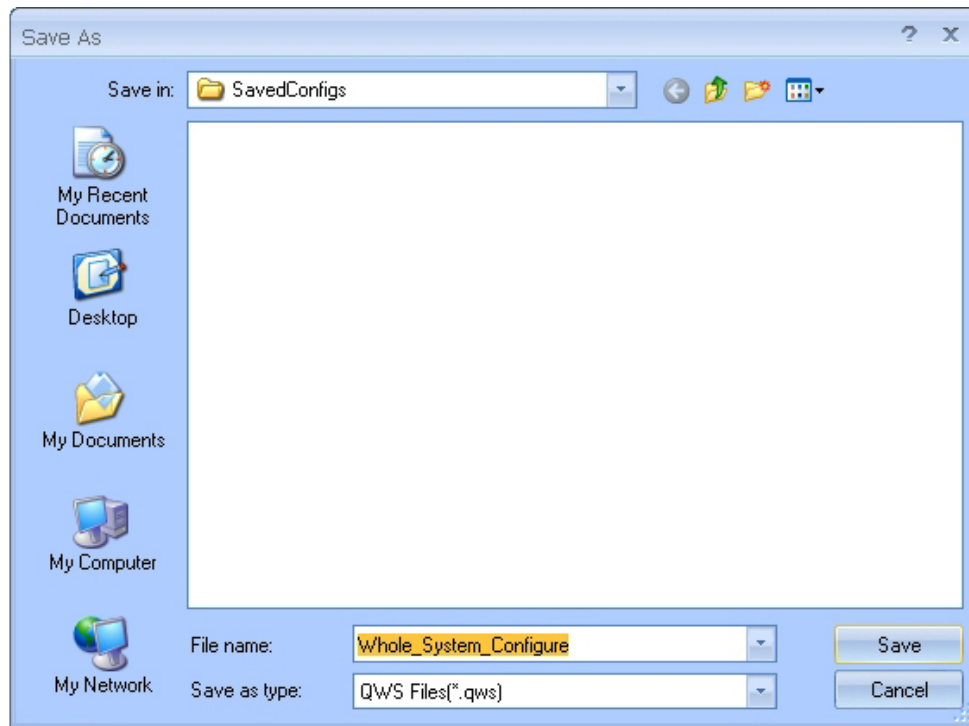 Save As
Save in:
SavedConfigs
My Recent
Documents
Desktop
My Documents
My Computer
My Network
File name:
Whole_System_Configure
Save
Save as type:
QWS Files(*.qws)
Cancel